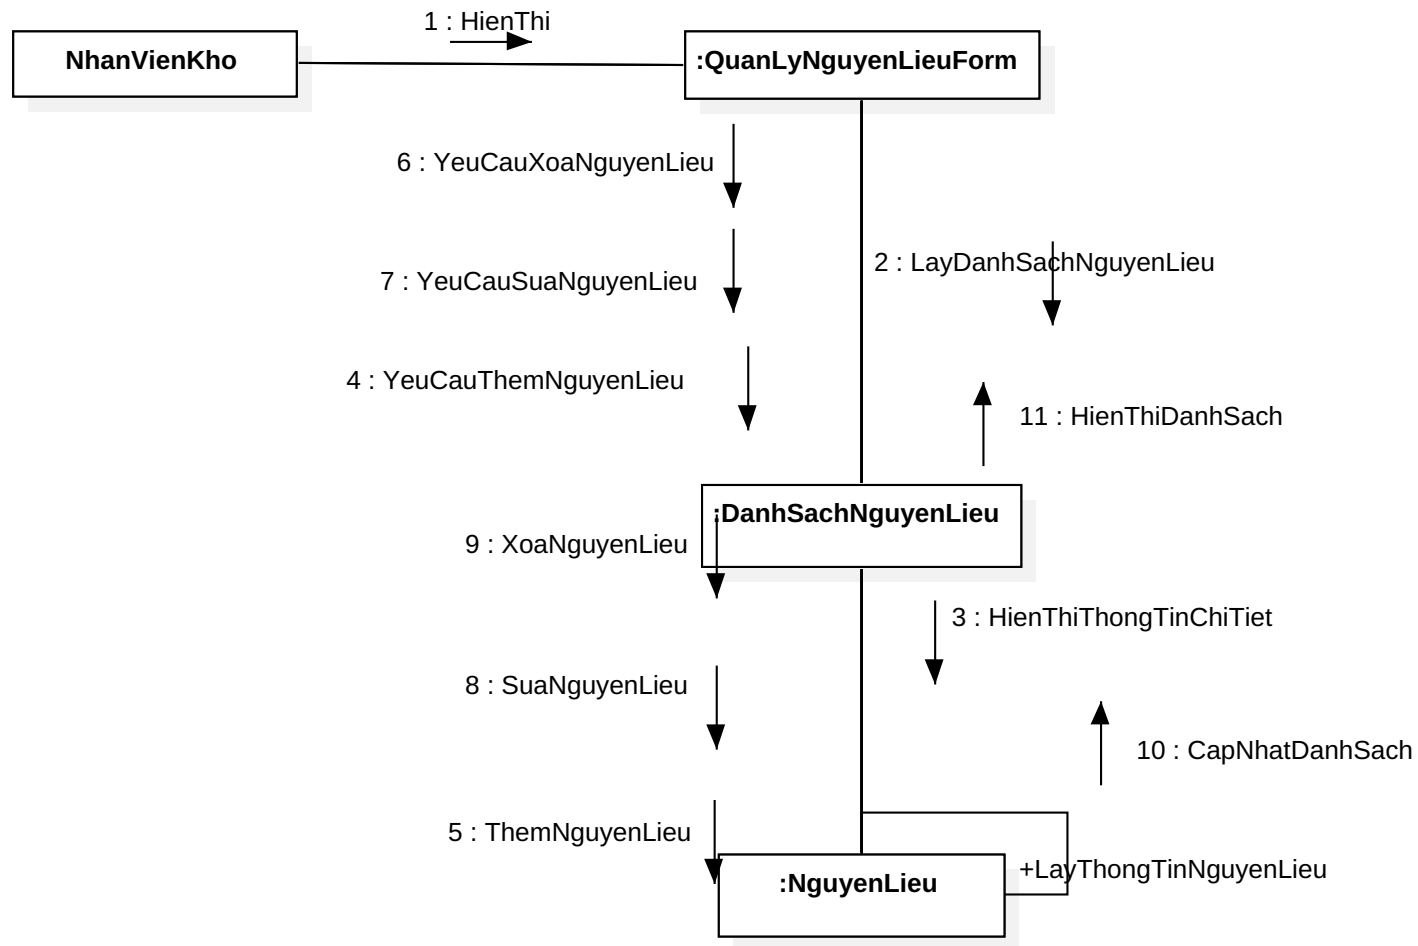 1 : HienThi
NhanVienKho
:QuanLyNguyenLieuForm
6 : YeuCauXoaNguyenLieu
2 : LayDanhSachNguyenLieu
7 : YeuCauSuaNguyenLieu
4 : YeuCauThemNguyenLieu
11 : HienThiDanhSach
:DanhSachNguyenLieu
9 : XoaNguyenLieu
3 : HienThiThongTinChiTiet
8 : SuaNguyenLieu
10 : CapNhatDanhSach
5 : ThemNguyenLieu
+LayThongTinNguyenLieu
:NguyenLieu